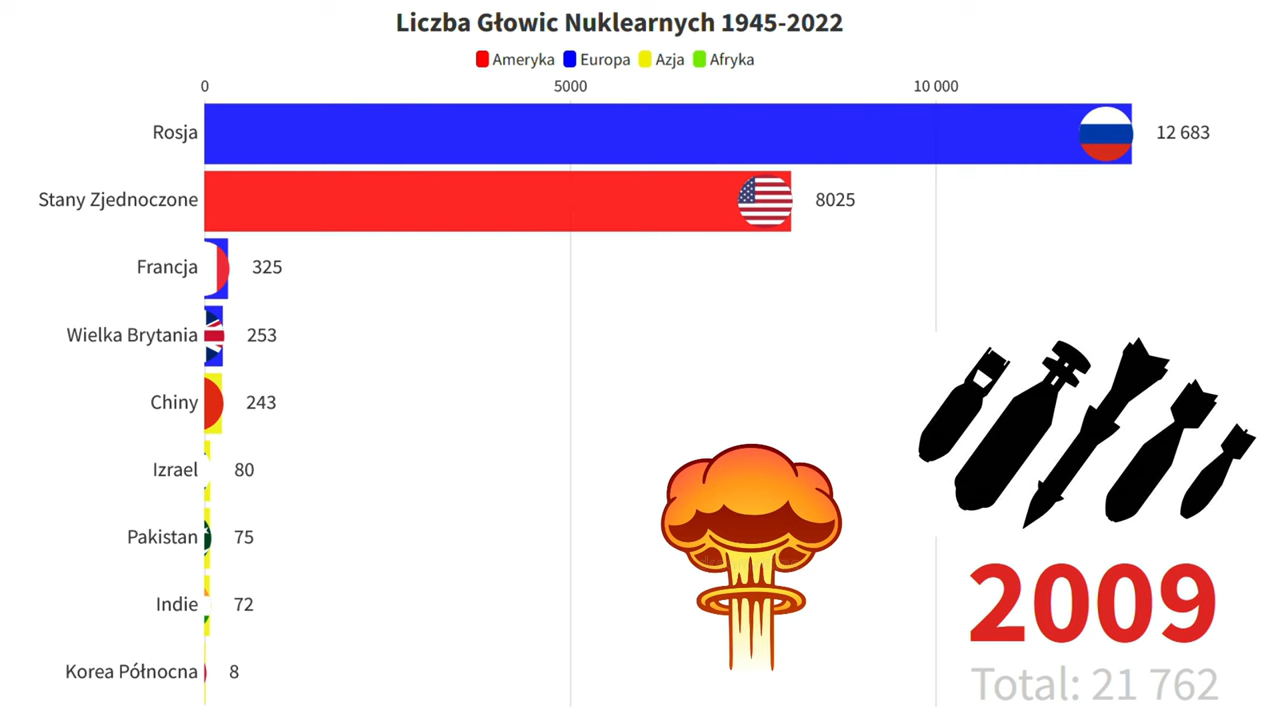 Liczba Głowic Nuklearnych 1945-2022
Ameryka Europa Azja Afryka
0 5000 10 000
Rosja 12 683
Stany Zjednoczone 8025
Francja 325
Wielka Brytania 253
Chiny 243
Izrael 80
Pakistan 75
Indie 72
Korea Północna 8
2009
Total: 21 762